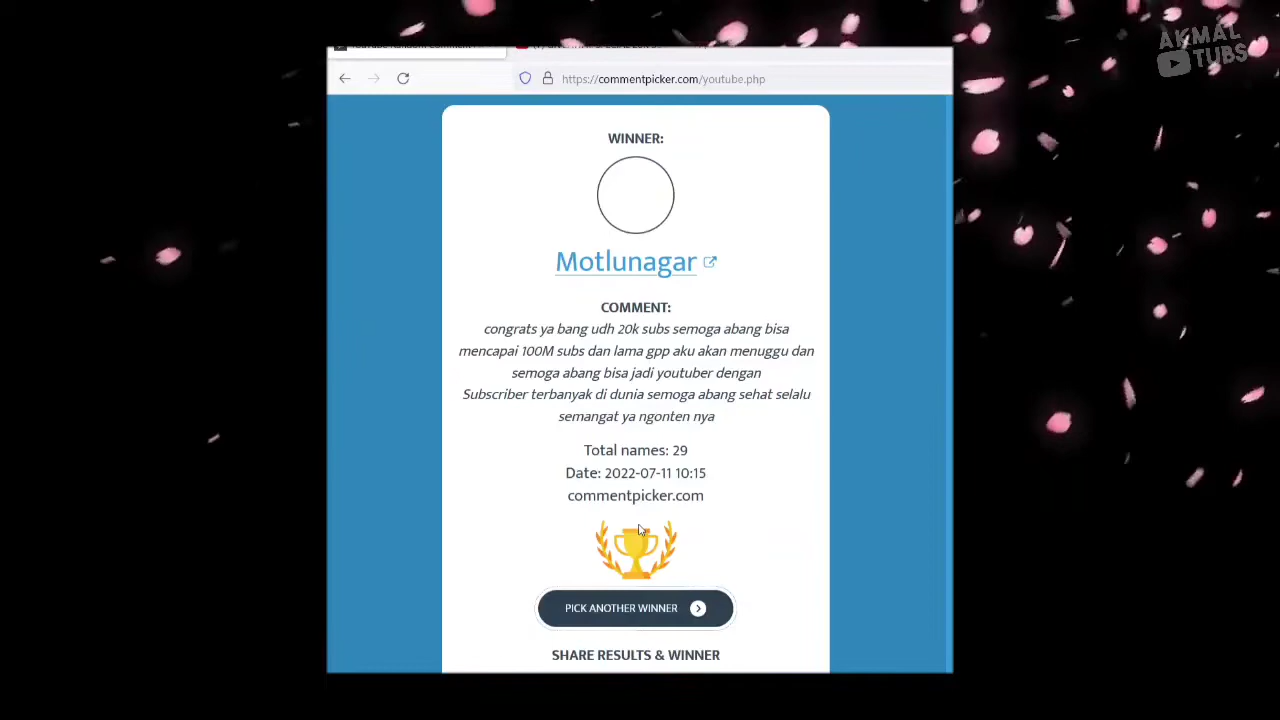 AKMAL
TUBS
https://commentpicker.com/youtube.php
WINNER:
Motlunagar
COMMENT:
congrats ya bang udh 20k subs semoga abang bisa
mencapai 100M subs dan lama gpp aku akan menuggu dan
semoga abang bisa jadi youtuber dengan
Subscriber terbanyak di dunia semoga abang sehat selalu
semangat ya ngonten nya
Total names: 29
Date: 2022-07-11 10:15
commentpicker.com
PICK ANOTHER WINNER
SHARE RESULTS & WINNER